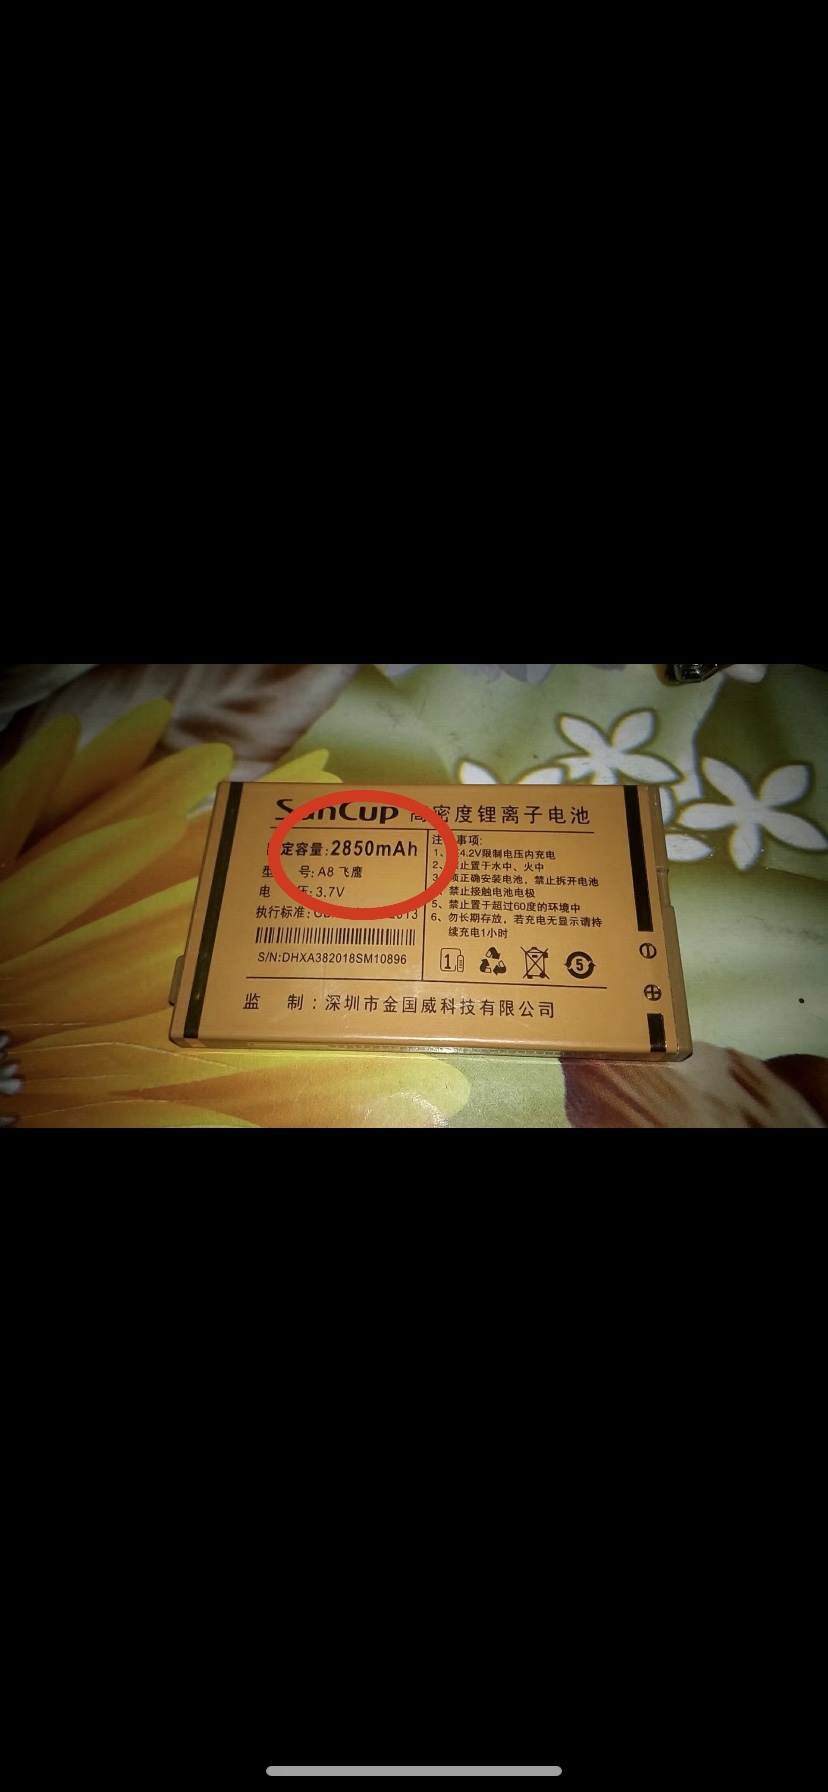 SunCup 高密度锂离子电池
定容量:2850mAh
型 号:A8 飞鹰
电 压:3.7V
执行标准: 2013
S/N:DHXA382018SM10896
注 事项:
1、 4.2V限制电压内充电
2、 止置于水中、火中
3、须正确安装电池，禁止拆开电池
禁止接触电池电极
5、禁止置于超过60度的环境中
6、勿长期存放，若充电无显示请持
续充电1小时
1
5
监 制：深圳市金国威科技有限公司